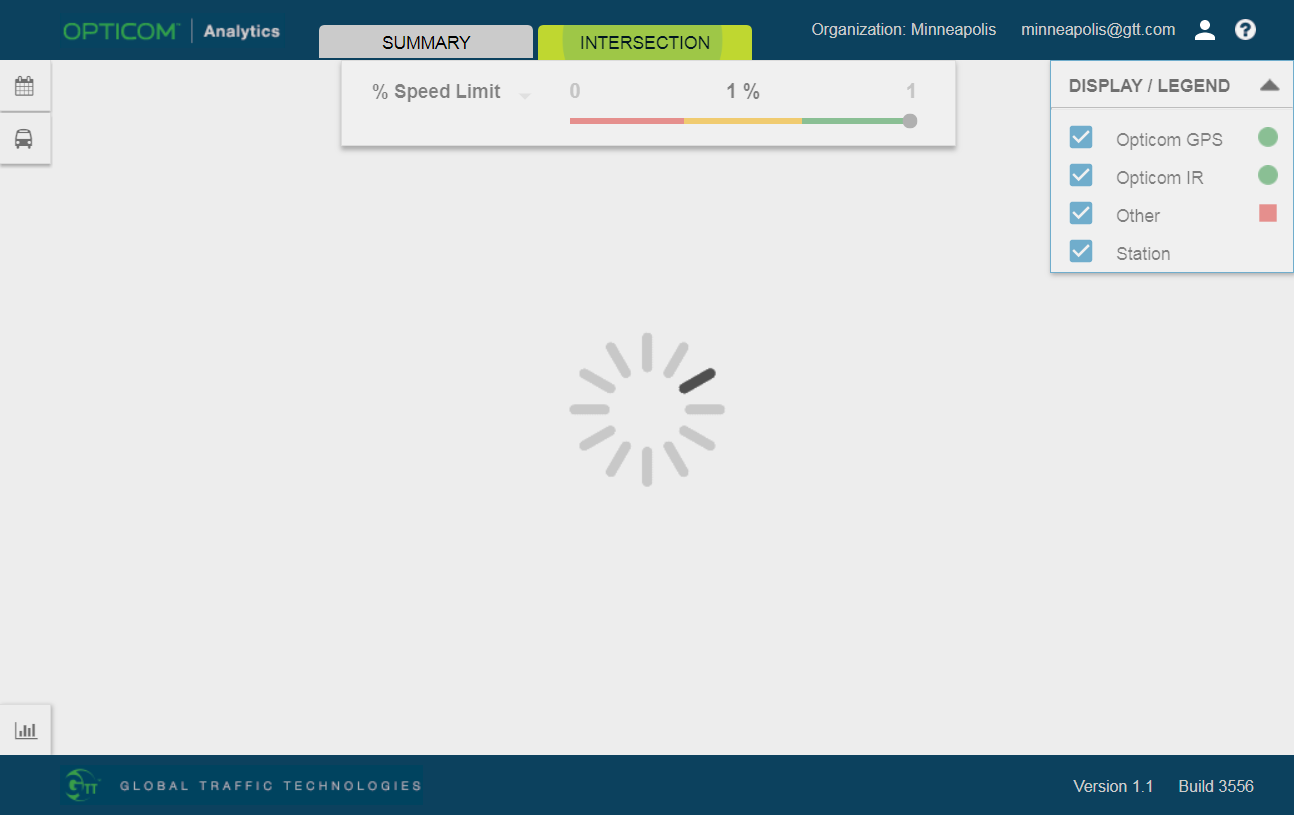 OPTICOM™ Analytics
SUMMARY
INTERSECTION
Organization: Minneapolis
minneapolis@gtt.com
?
% Speed Limit
0
1 %
1
DISPLAY / LEGEND
Opticom GPS
Opticom IR
Other
Station
GTT GLOBAL TRAFFIC TECHNOLOGIES
Version 1.1
Build 3556